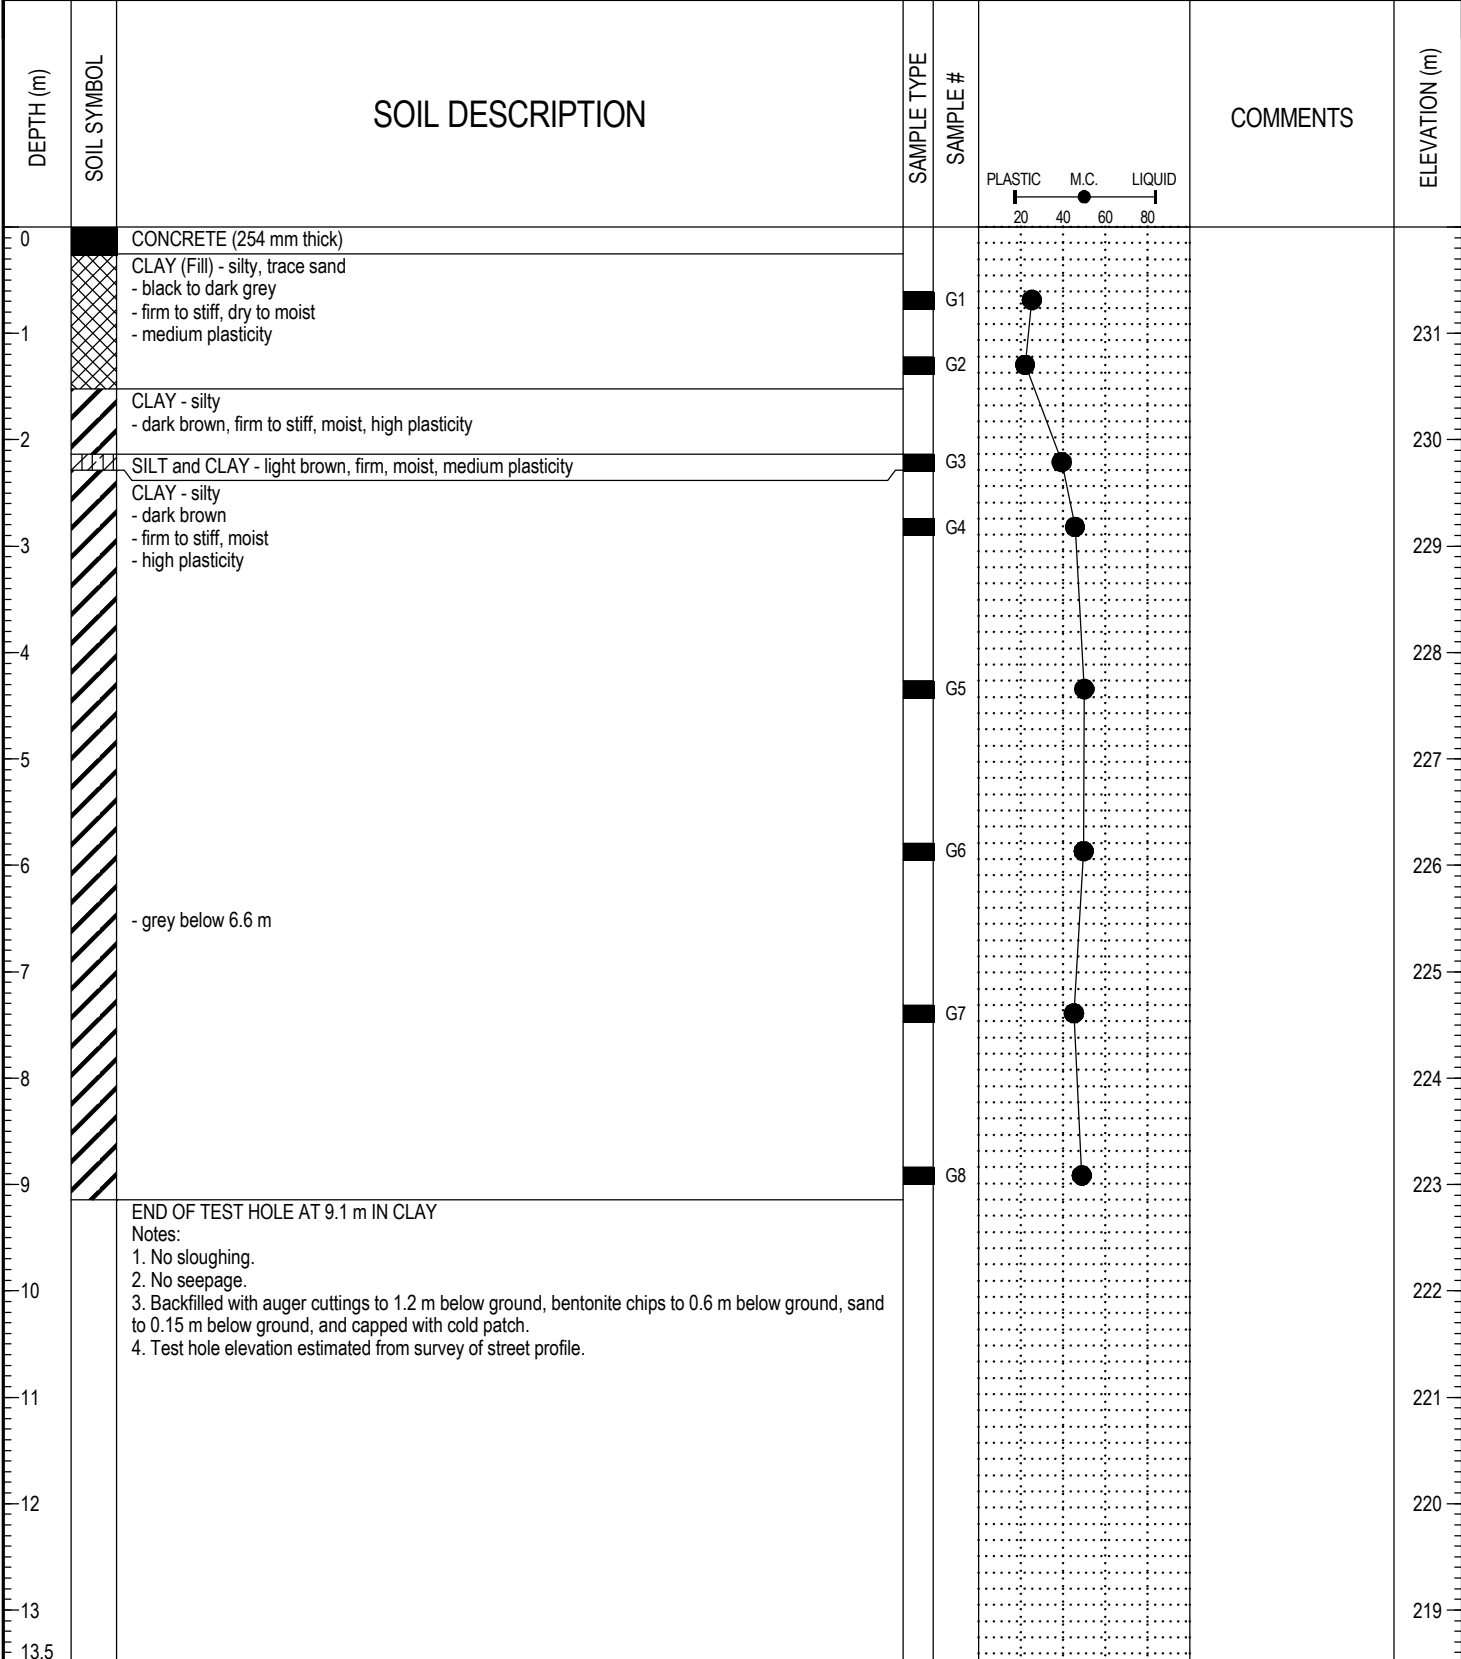 DEPTH (m)
SOIL SYMBOL
SOIL DESCRIPTION
SAMPLE TYPE
SAMPLE #
PLASTIC M.C. LIQUID
20 40 60 80
COMMENTS
ELEVATION (m)
0
CONCRETE (254 mm thick)
CLAY (Fill) - silty, trace sand
- black to dark grey
G1
- firm to stiff, dry to moist
1
- medium plasticity
231
G2
CLAY - silty
- dark brown, firm to stiff, moist, high plasticity
2
230
SILT and CLAY - light brown, firm, moist, medium plasticity
G3
CLAY - silty
- dark brown
G4
- firm to stiff, moist
3
229
- high plasticity
4
228
G5
5
227
G6
6
226
- grey below 6.6 m
7
225
G7
8
224
G8
9
223
END OF TEST HOLE AT 9.1 m IN CLAY
Notes:
1. No sloughing.
2. No seepage.
10
222
3. Backfilled with auger cuttings to 1.2 m below ground, bentonite chips to 0.6 m below ground, sand
to 0.15 m below ground, and capped with cold patch.
4. Test hole elevation estimated from survey of street profile.
11
221
12
220
13
219
13.5